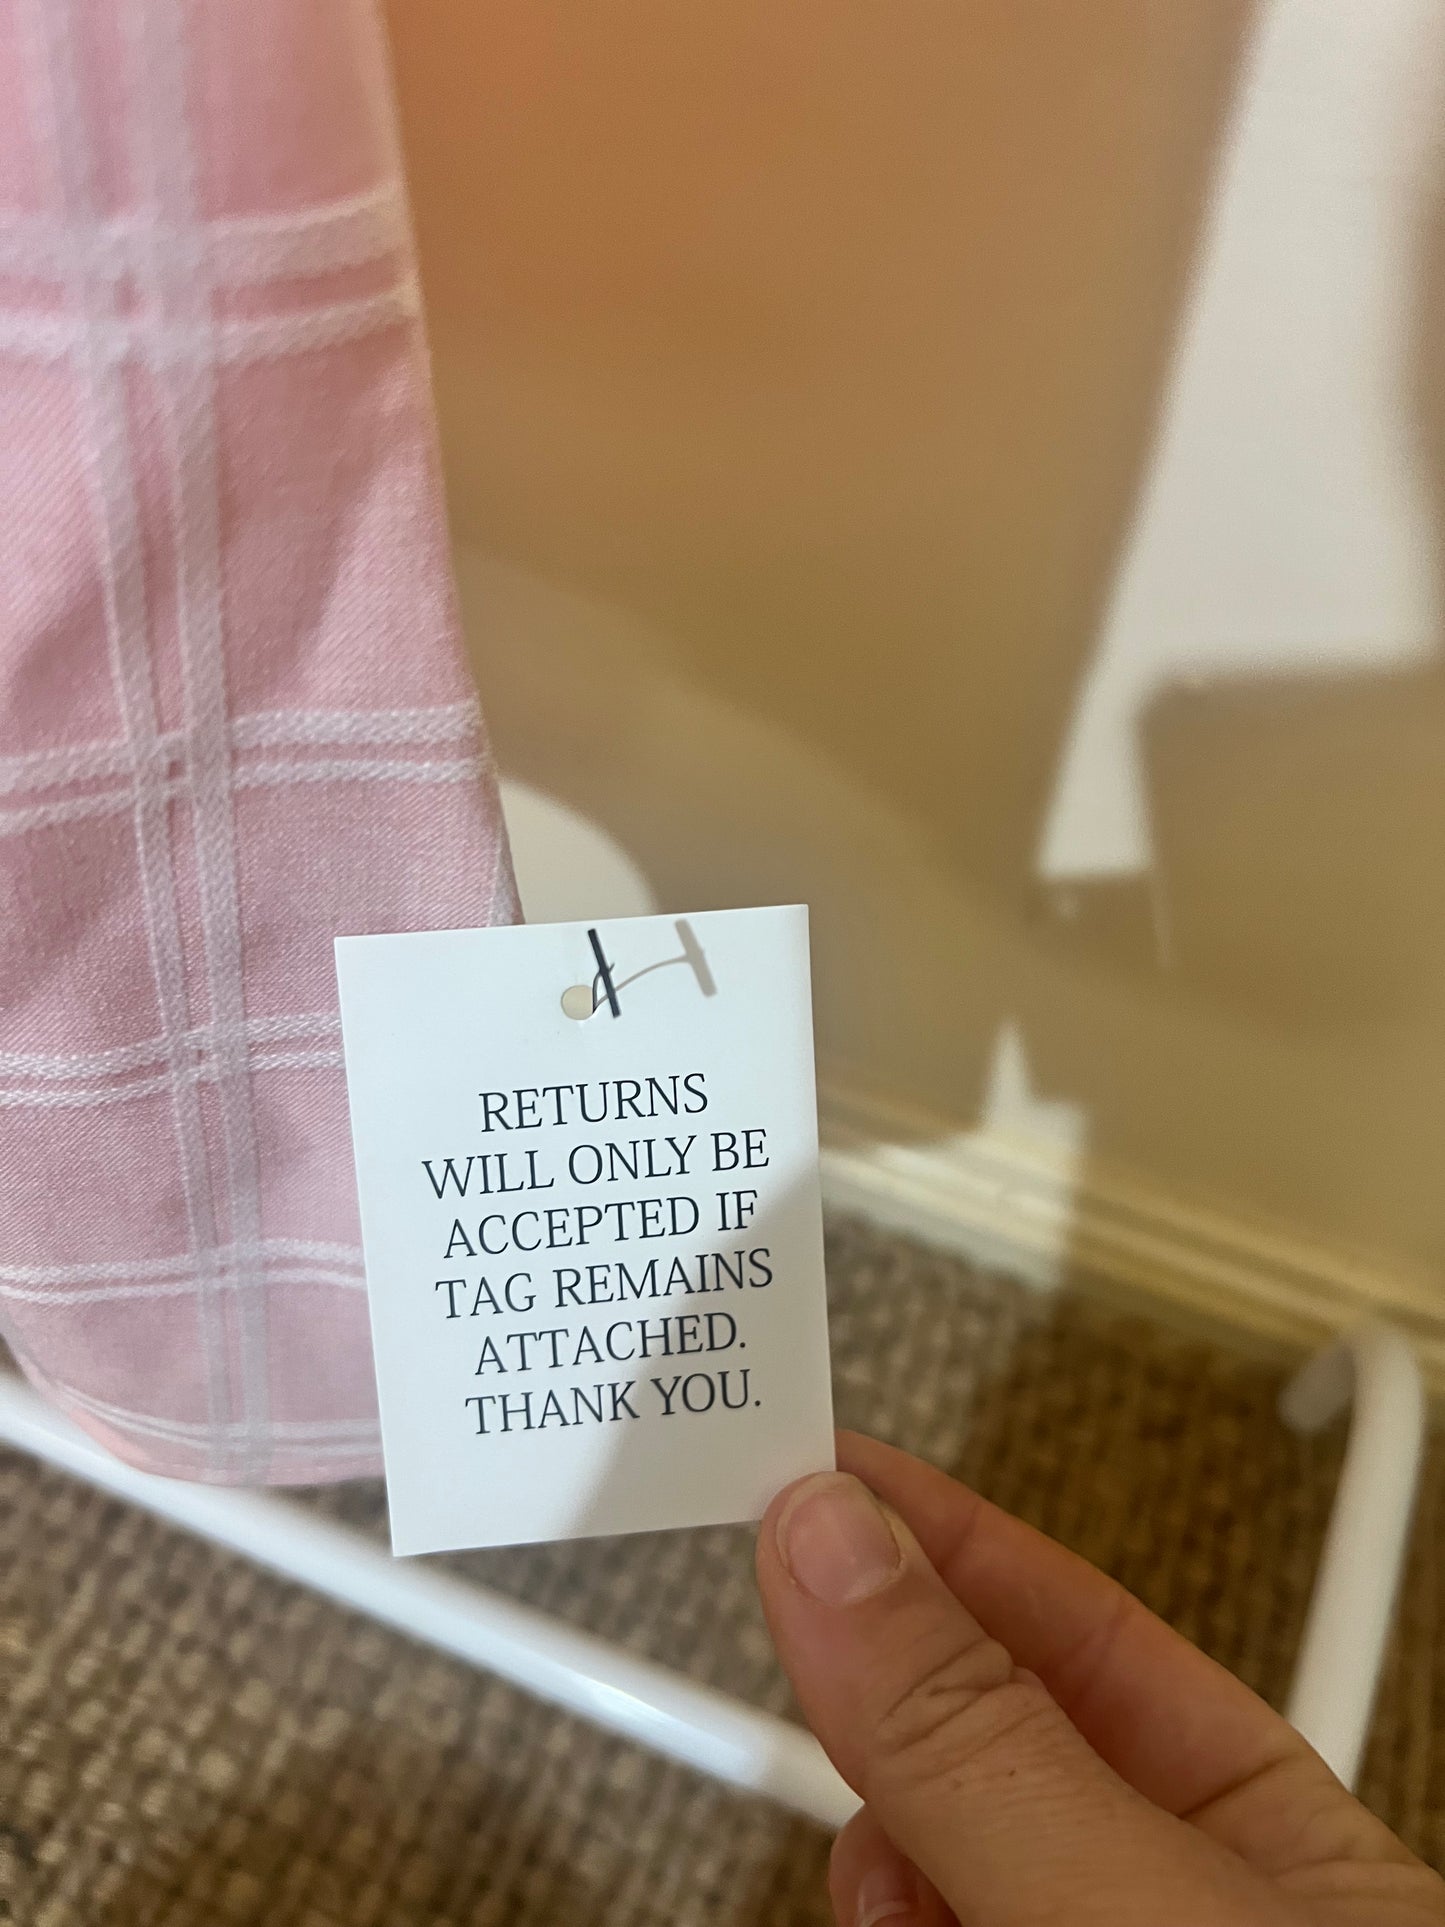 RETURNS
WILL ONLY BE
ACCEPTED IF
TAG REMAINS
ATTACHED.
THANK YOU.